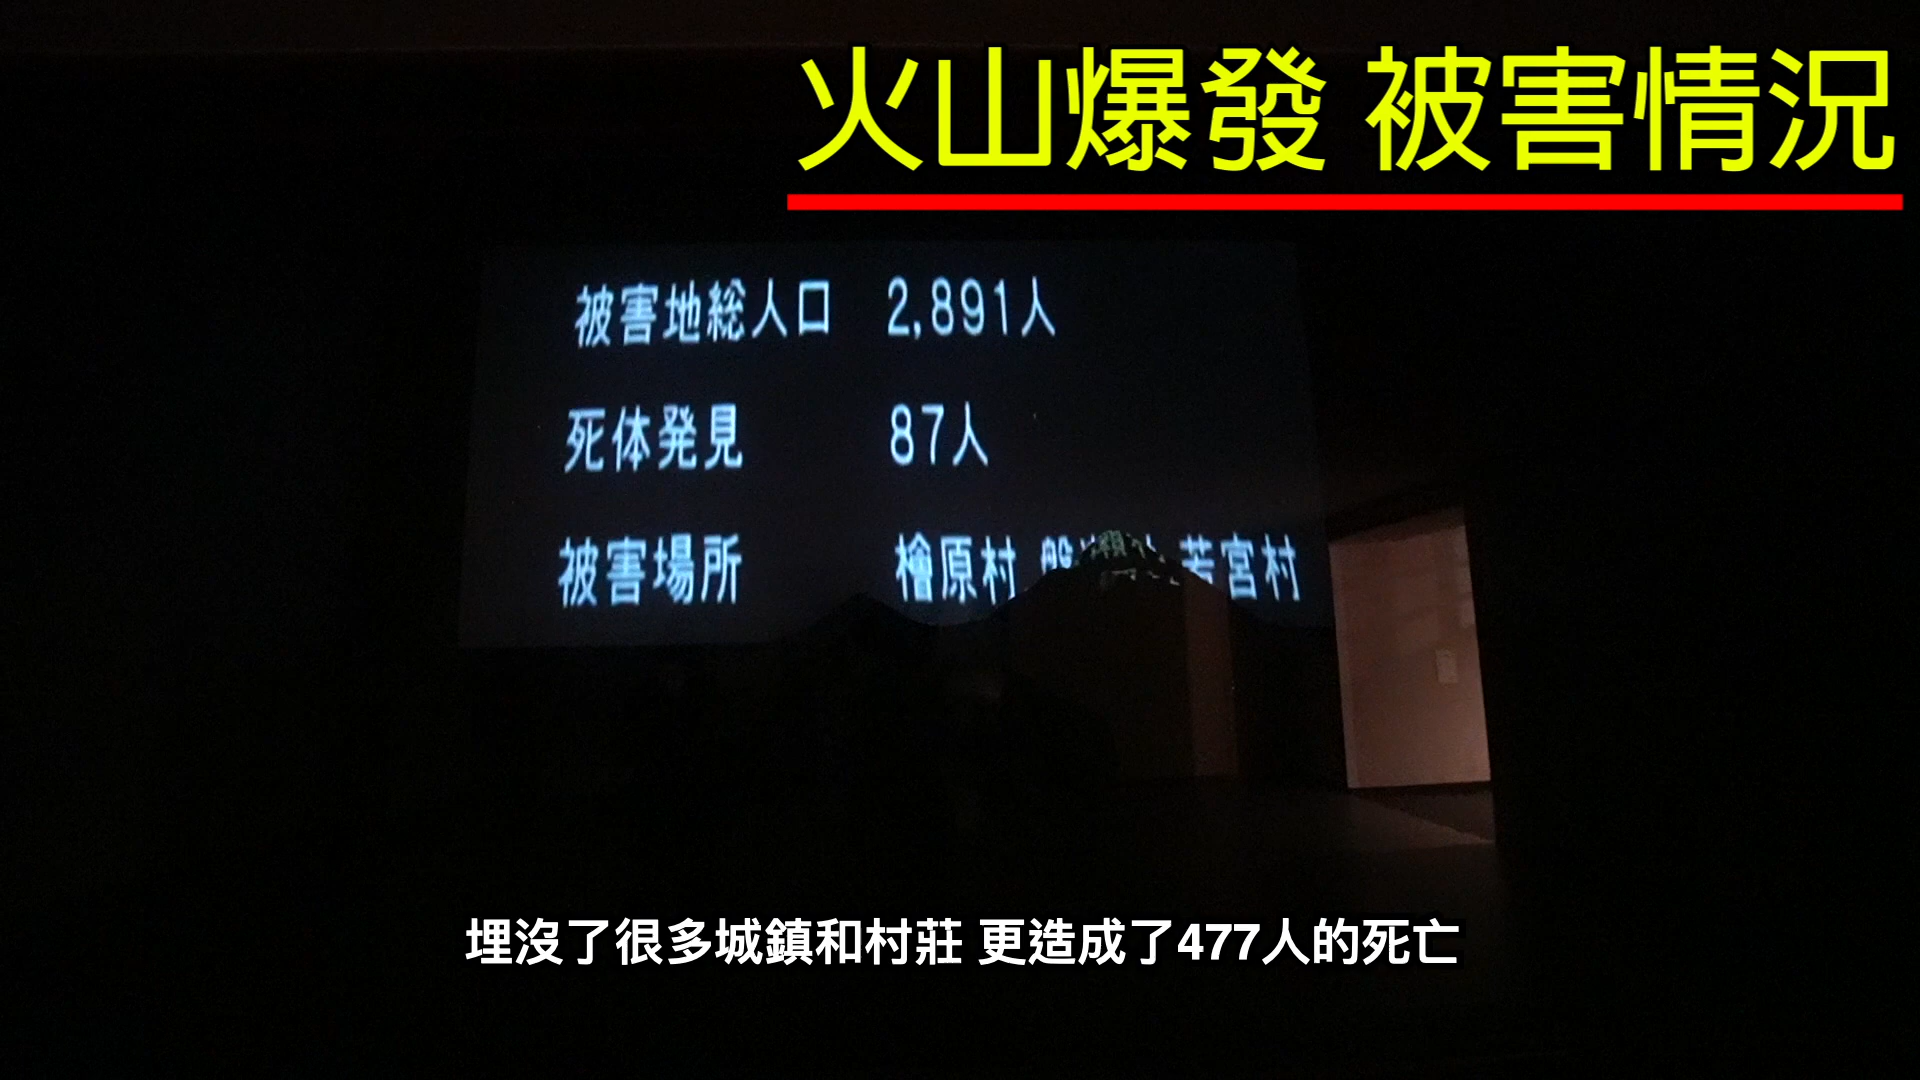 火山爆發 被害情況
被害地総人口 2,891人
死体発見 87人
被害場所 檜原村 若宮村
埋沒了很多城鎮和村莊 更造成了477人的死亡